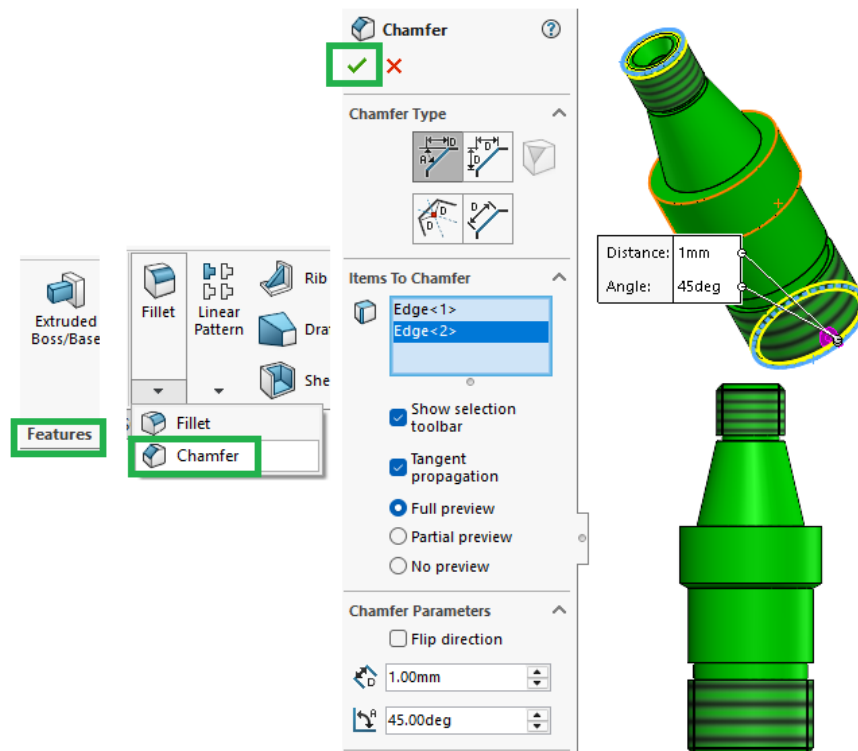 Extruded
Boss/Base
Features
Fillet
Linear
Pattern
Rib
Fillet
Chamfer
Chamfer
Chamfer Type
D
A
D
D
D
D
D
Items To Chamfer
Edge<1>
Edge<2>
Show selection
toolbar
Tangent
propagation
Full preview
Partial preview
No preview
Chamfer Parameters
Flip direction
D
1.00mm
A
45.00deg
Distance: 1mm
Angle: 45deg